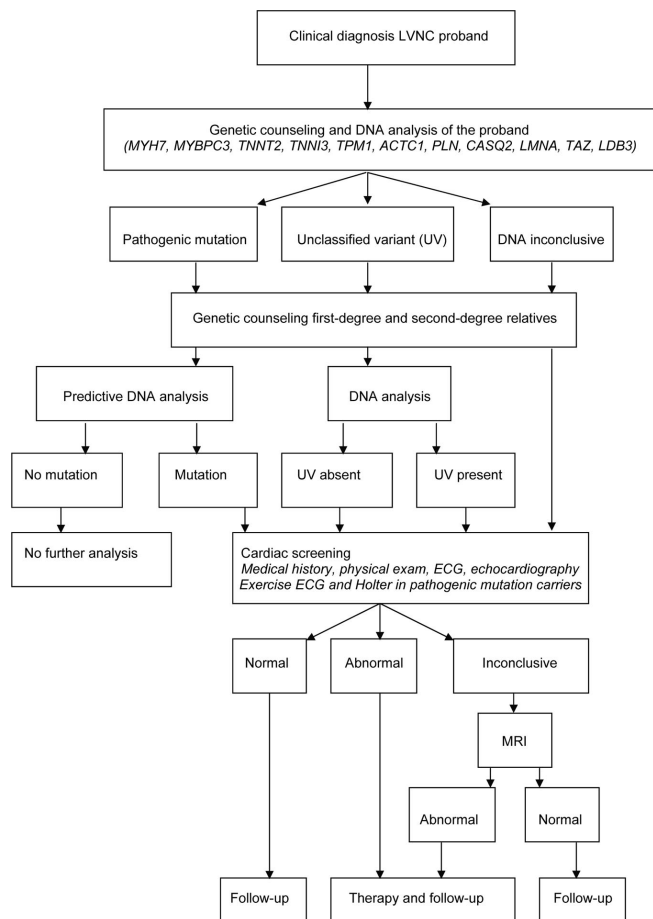 Clinical diagnosis LVNC proband
Genetic counseling and DNA analysis of the proband
(MYH7, MYBPC3, TNNT2, TNNI3, TPM1, ACTC1, PLN, CASQ2, LMNA, TAZ, LDB3)
Pathogenic mutation
Unclassified variant (UV)
DNA inconclusive
Genetic counseling first-degree and second-degree relatives
Predictive DNA analysis
DNA analysis
No mutation
Mutation
UV absent
UV present
No further analysis
Cardiac screening
Medical history, physical exam, ECG, echocardiography
Exercise ECG and Holter in pathogenic mutation carriers
Normal
Abnormal
Inconclusive
MRI
Abnormal
Normal
Follow-up
Therapy and follow-up
Follow-up